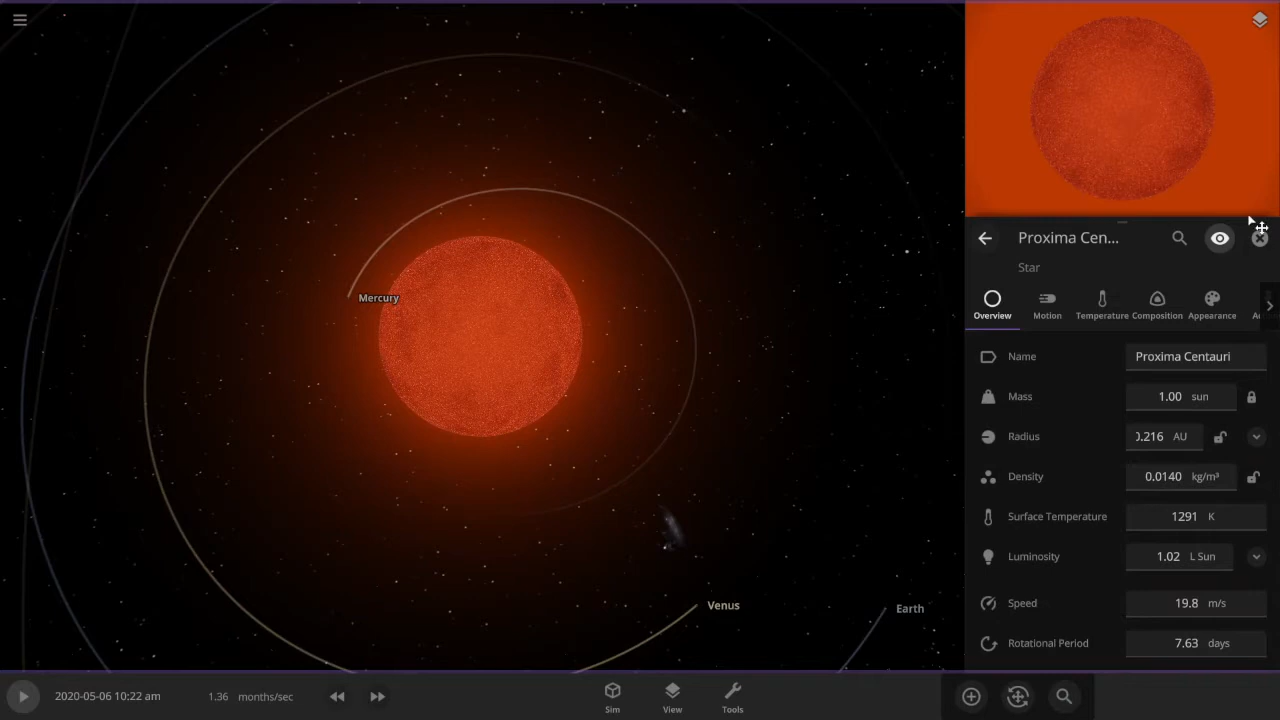 Proxima Cen...
Star
Overview
Motion
Temperature
Composition
Appearance
Name
Proxima Centauri
Mass
1.00 sun
Radius
0.216 AU
Density
0.0140 kg/m³
Surface Temperature
1291 K
Luminosity
1.02 L Sun
Speed
19.8 m/s
Rotational Period
7.63 days
Mercury
Venus
Earth
2020-05-06 10:22 am
1.36 months/sec
Sim
View
Tools